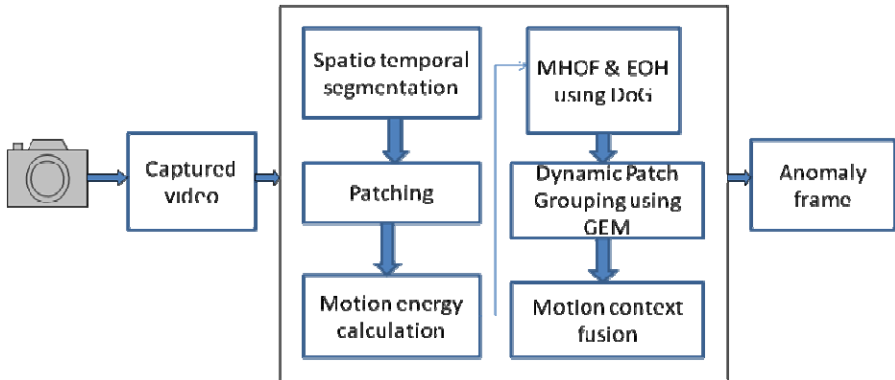 Captured
video
Spatio temporal
segmentation
Patching
Motion energy
calculation
MHOF & EOH
using DoG
Dynamic Patch
Grouping using
GEM
Motion context
fusion
Anomaly
frame